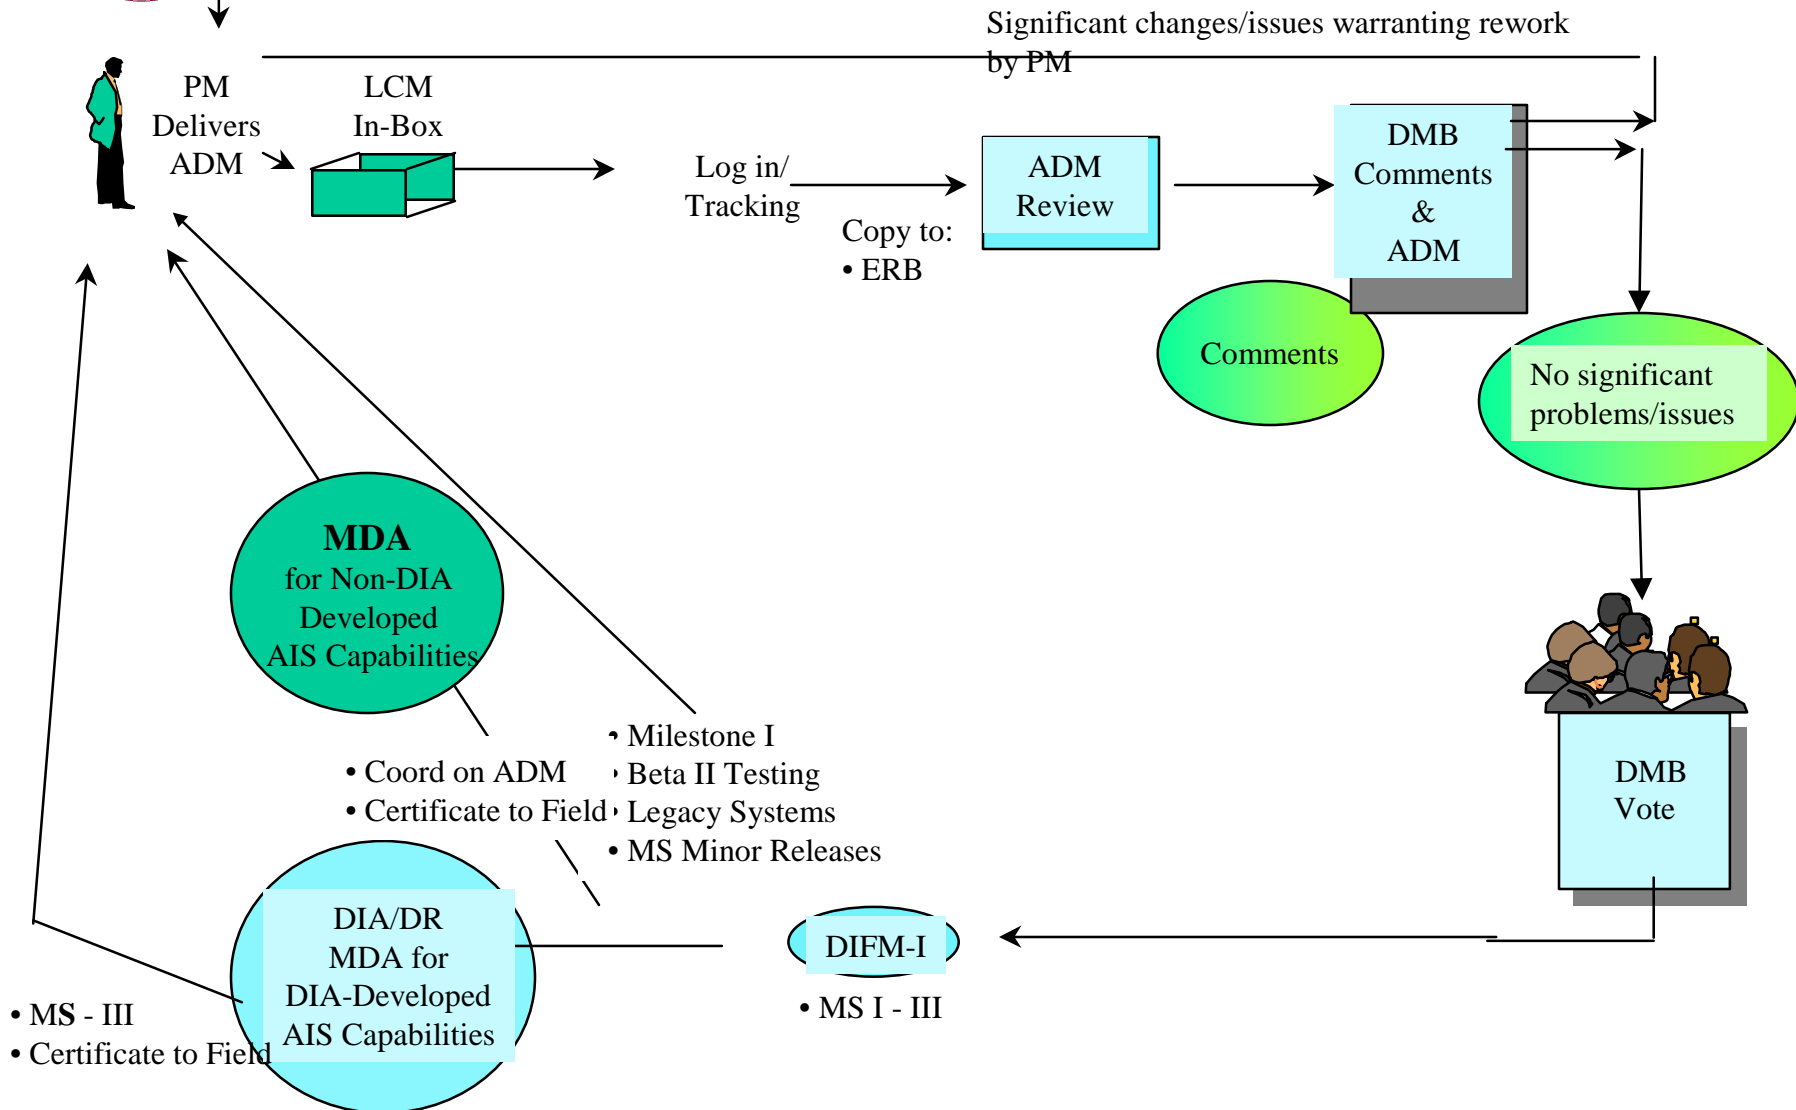 Significant changes/issues warranting rework
by PM
PM
Delivers
ADM
LCM
In-Box
Log in/
Tracking
Copy to:
• ERB
ADM
Review
DMB
Comments
&
ADM
Comments
No significant
problems/issues
MDA
for Non-DIA
Developed
AIS Capabilities
• Coord on ADM
• Certificate to Field
• Milestone I
• Beta II Testing
• Legacy Systems
• MS Minor Releases
DMB
Vote
DIFM-I
• MS I - III
DIA/DR
MDA for
DIA-Developed
AIS Capabilities
• MS - III
• Certificate to Field